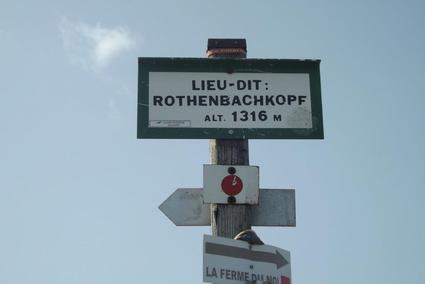 LIEU-DIT:
ROTHENBACHKOPF
ALT. 1316 M
LA FERME DU